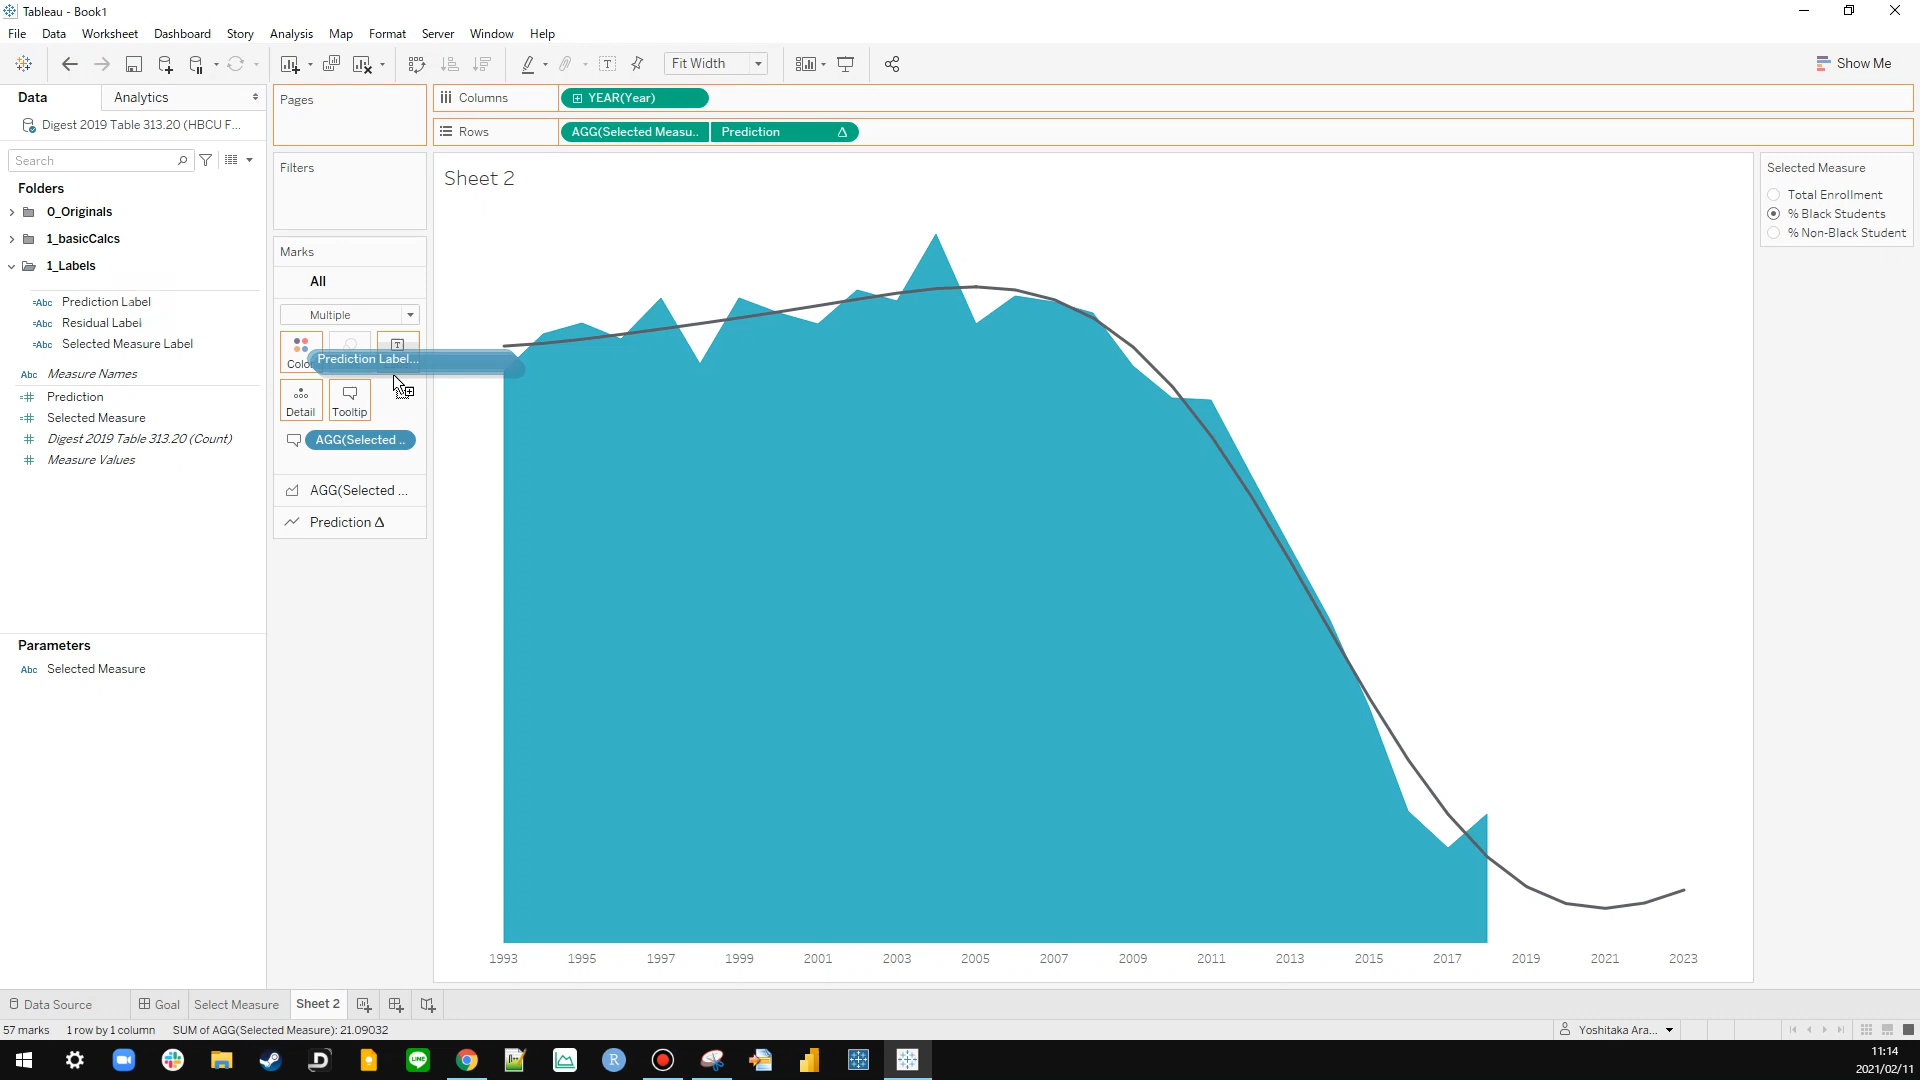 Tableau - Book1
File Data Worksheet Dashboard Story Analysis Map Format Server Window Help
Fit Width
Show Me
Data Analytics
Digest 2019 Table 313.20 (HBCU F...
Search
Folders
0_Originals
1_basicCalcs
1_Labels
=Abc Prediction Label
=Abc Residual Label
=Abc Selected Measure Label
Abc Measure Names
Prediction
Selected Measure
Digest 2019 Table 313.20 (Count)
Measure Values
Parameters
Abc Selected Measure
Pages
Filters
Marks
All
Multiple
Prediction Label...
Detail Tooltip
AGG(Selected ..
AGG(Selected ...
Prediction Δ
Columns YEAR(Year)
Rows AGG(Selected Measu.. Prediction Δ
Sheet 2
1993 1995 1997 1999 2001 2003 2005 2007 2009 2011 2013 2015 2017 2019 2021 2023
Selected Measure
Total Enrollment
% Black Students
% Non-Black Student
Data Source Goal Select Measure Sheet 2
57 marks 1 row by 1 column SUM of AGG(Selected Measure): 21.09032
Yoshitaka Ara...
11:14
2021/02/11